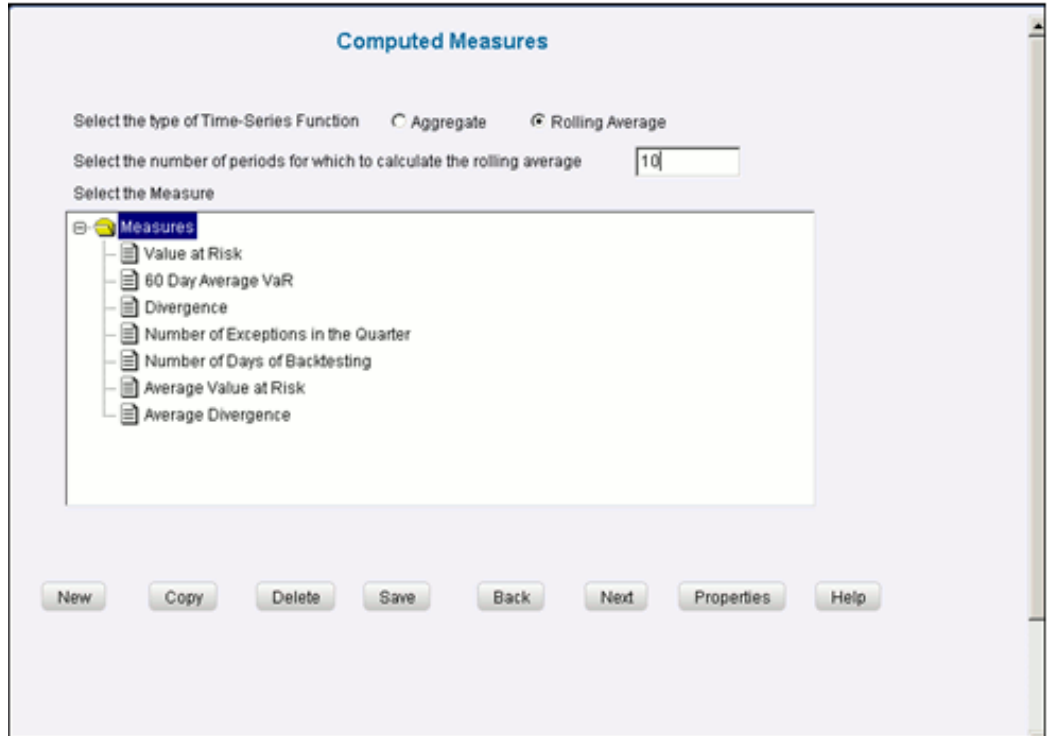 Computed Measures
Select the type of Time-Series Function Aggregate Rolling Average
Select the number of periods for which to calculate the rolling average 10
Select the Measure
Measures
Value at Risk
60 Day Average VaR
Divergence
Number of Exceptions in the Quarter
Number of Days of Backtesting
Average Value at Risk
Average Divergence
New Copy Delete Save Back Next Properties Help